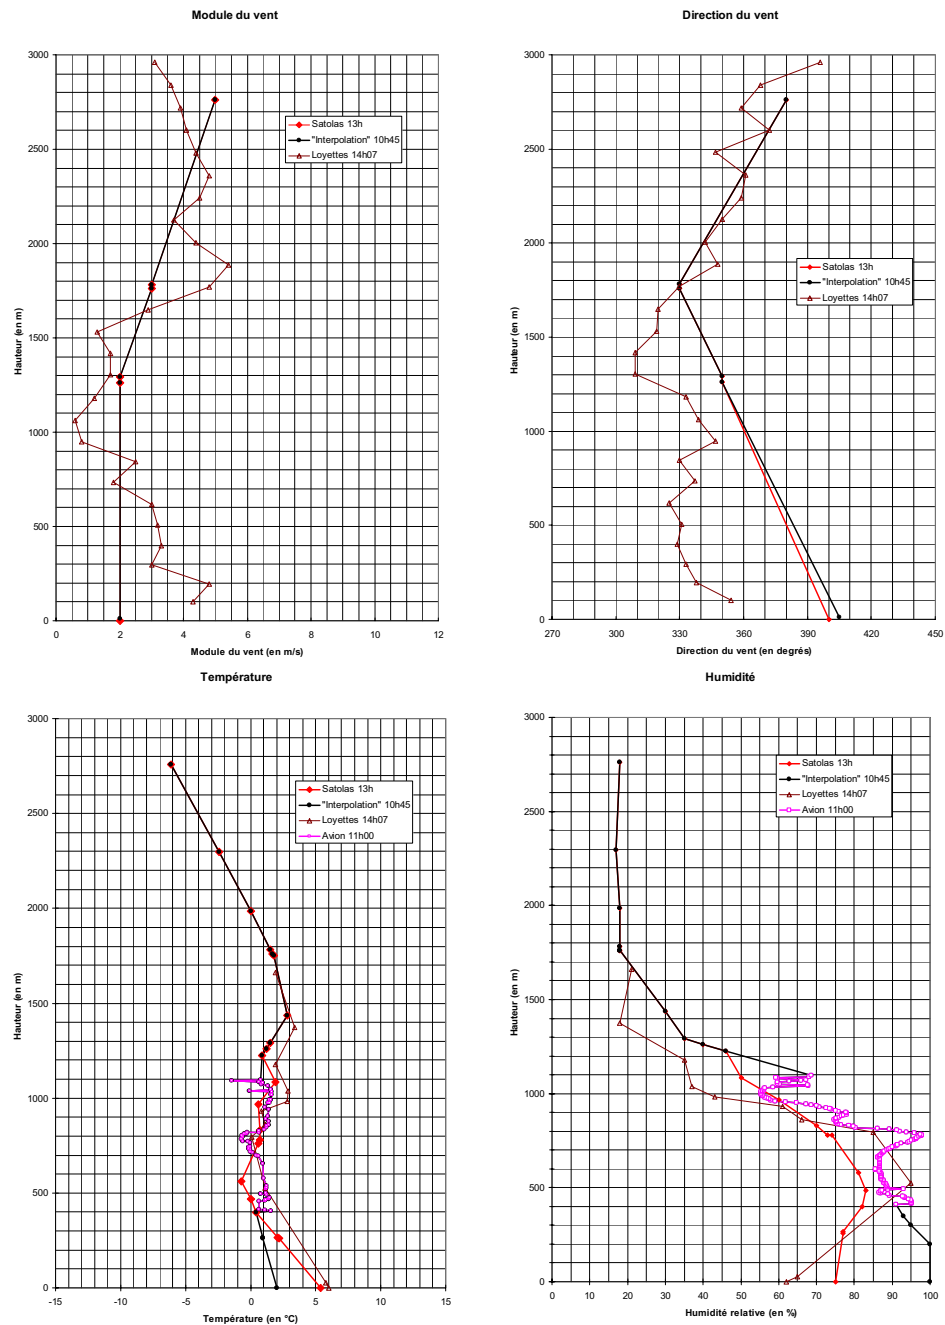 Module du vent
3000
2500
2000
1500
1000
500
0
Hauteur (en m)
Satolas 13h
"Interpolation" 10h45
Loyettes 14h07
0 2 4 6 8 10 12
Module du vent (en m/s)
Direction du vent
3000
2500
2000
1500
1000
500
0
Hauteur (en m)
Satolas 13h
"Interpolation" 10h45
Loyettes 14h07
270 300 330 360 390 420 450
Direction du vent (en degrés)
Température
3000
2500
2000
1500
1000
500
0
Hauteur (en m)
Satolas 13h
"Interpolation" 10h45
Loyettes 14h07
Avion 11h00
-15 -10 -5 0 5 10 15
Température (en °C)
Humidité
3000
2500
2000
1500
1000
500
0
Hauteur (en m)
Satolas 13h
"Interpolation" 10h45
Loyettes 14h07
Avion 11h00
0 10 20 30 40 50 60 70 80 90 100
Humidité relative (en %)